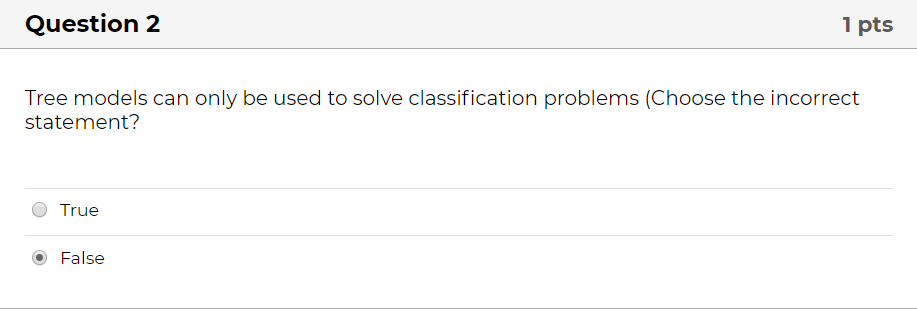 Question 2
1 pts
Tree models can only be used to solve classification problems (Choose the incorrect
statement?
True
False